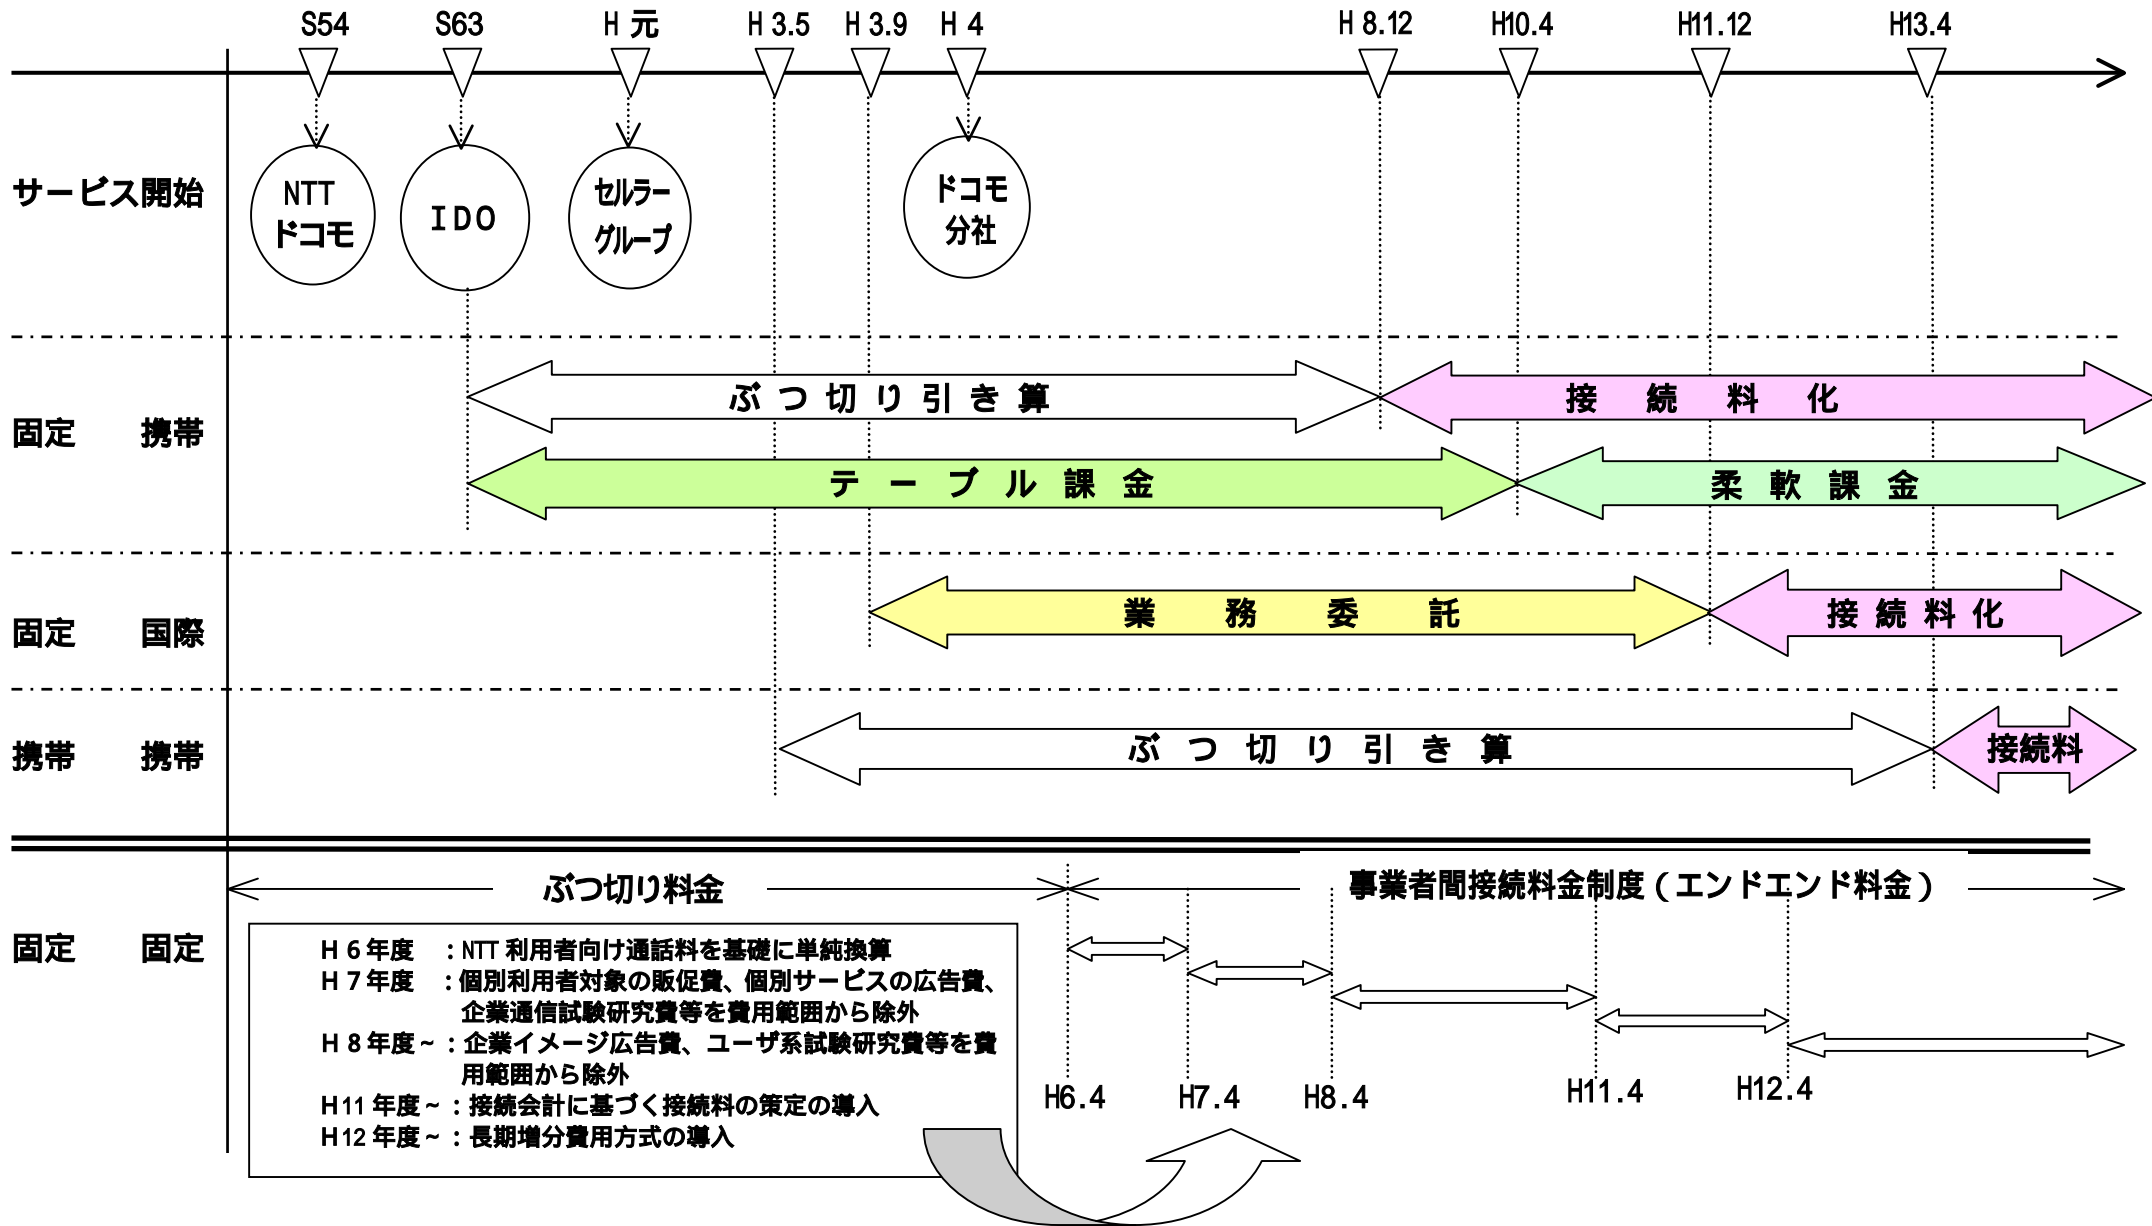 S54 S63 H 元 H 3.5 H 3.9 H 4 H 8.12 H10.4 H11.12 H13.4
サービス開始
NTT
ドコモ
IDO
セルラー
グループ
ドコモ
分社
固定 携帯
ぶつ切り引き算
接続料化
テーブル課金
柔軟課金
固定 国際
業務委託
接続料化
携帯 携帯
ぶつ切り引き算
接続料
固定 固定
ぶつ切り料金
事業者間接続料金制度（エンドエンド料金）
H 6 年度 ：NTT 利用者向け通話料を基礎に単純換算
H 7 年度 ：個別利用者対象の販促費、個別サービスの広告費、
企業通信試験研究費等を費用範囲から除外
H 8 年度～：企業イメージ広告費、ユーザ系試験研究費等を費
用範囲から除外
H11 年度～：接続会計に基づく接続料の策定の導入
H12 年度～：長期増分費用方式の導入
H6.4 H7.4 H8.4 H11.4 H12.4